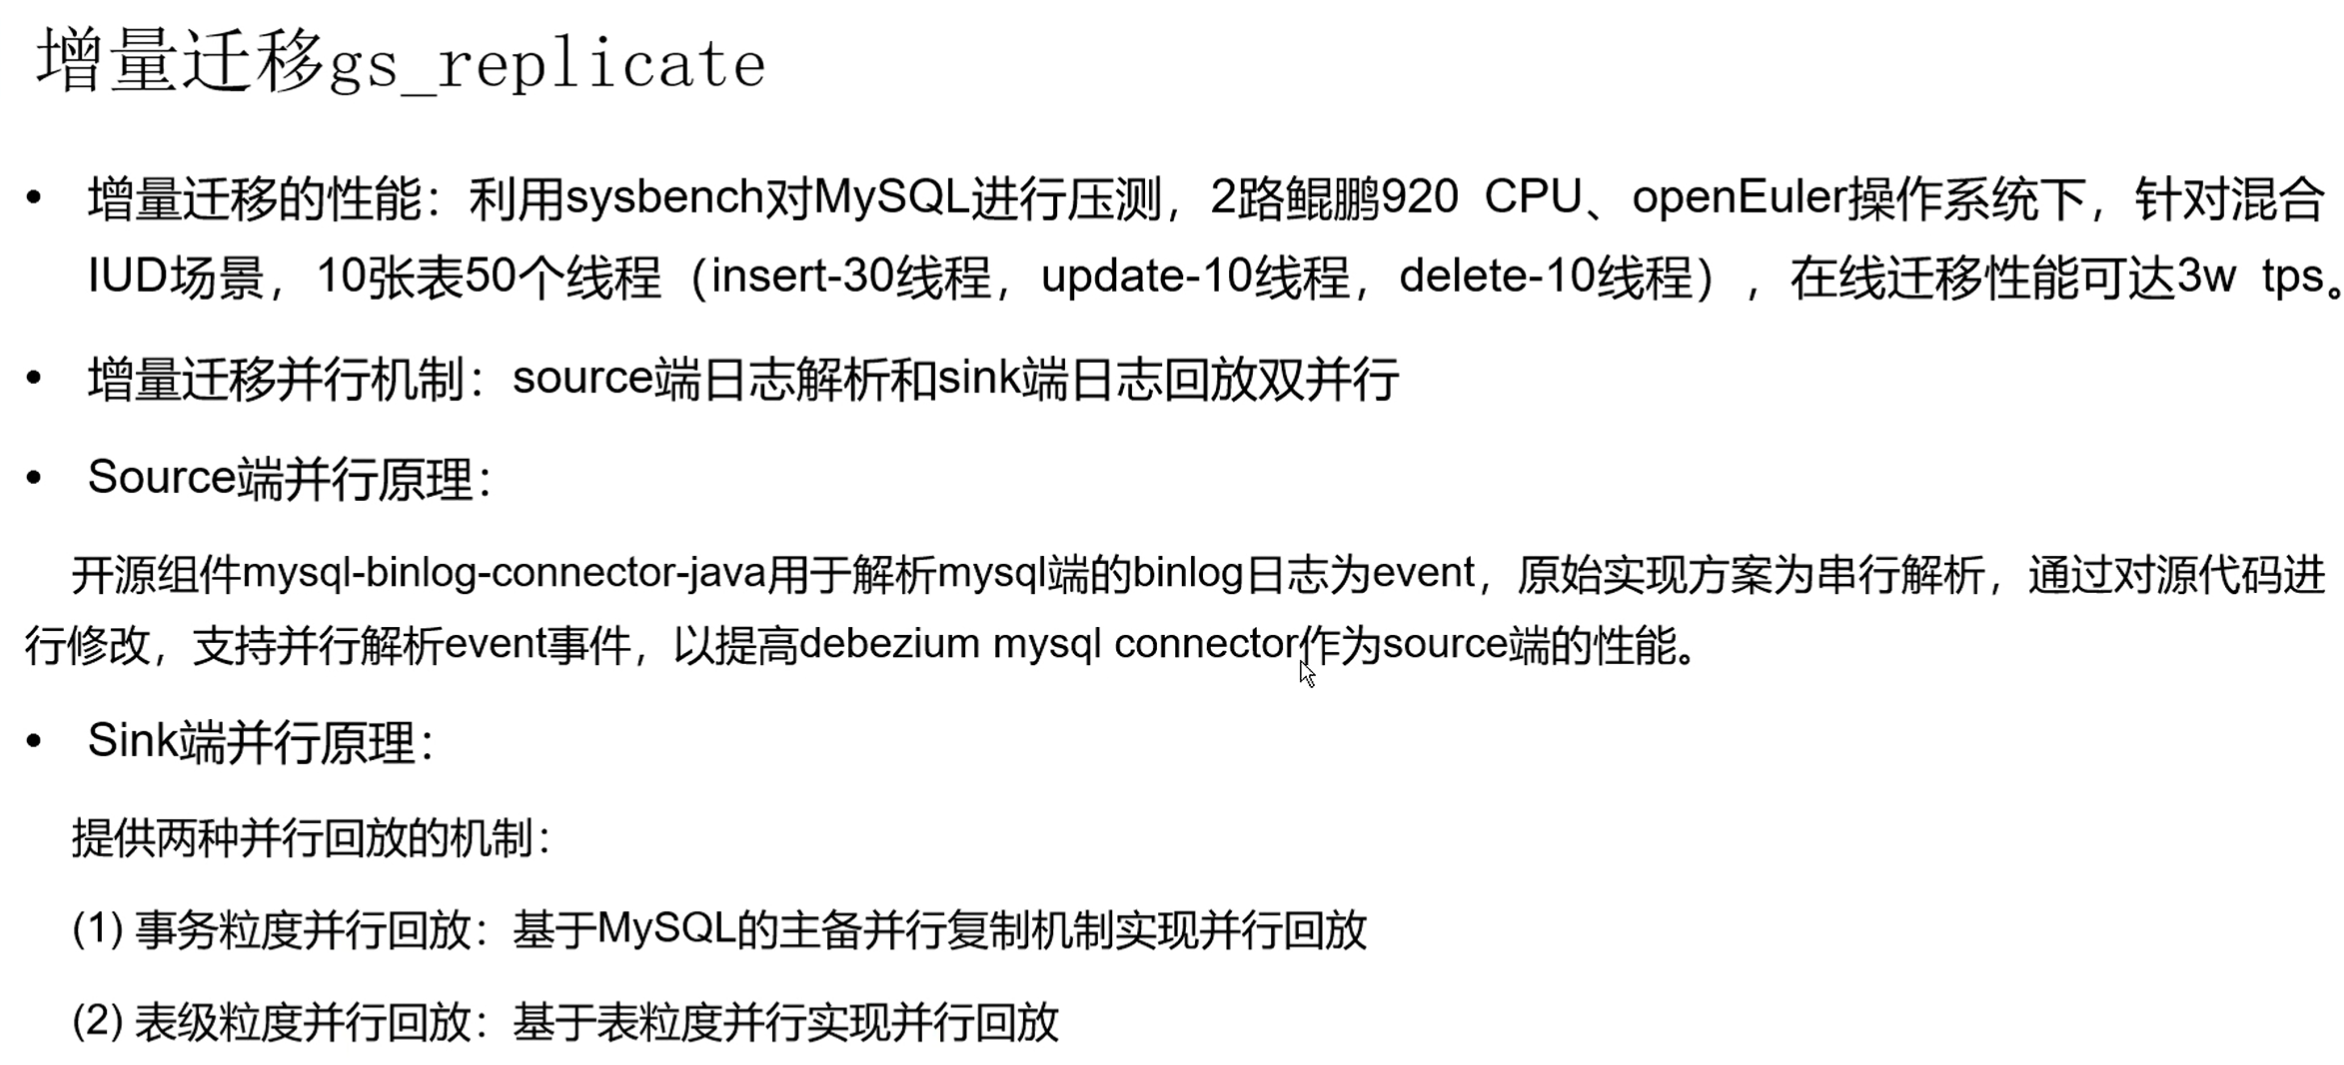 增量迁移gs_replicate
• 增量迁移的性能：利用sysbench对MySQL进行压测，2路鲲鹏920 CPU、openEuler操作系统下，针对混合
IUD场景，10张表50个线程（insert-30线程，update-10线程，delete-10线程），在线迁移性能可达3w tps。
• 增量迁移并行机制：source端日志解析和sink端日志回放双并行
• Source端并行原理：
开源组件mysql-binlog-connector-java用于解析mysql端的binlog日志为event，原始实现方案为串行解析，通过对源代码进
行修改，支持并行解析event事件，以提高debezium mysql connector作为source端的性能。
• Sink端并行原理：
提供两种并行回放的机制：
(1) 事务粒度并行回放：基于MySQL的主备并行复制机制实现并行回放
(2) 表级粒度并行回放：基于表粒度并行实现并行回放